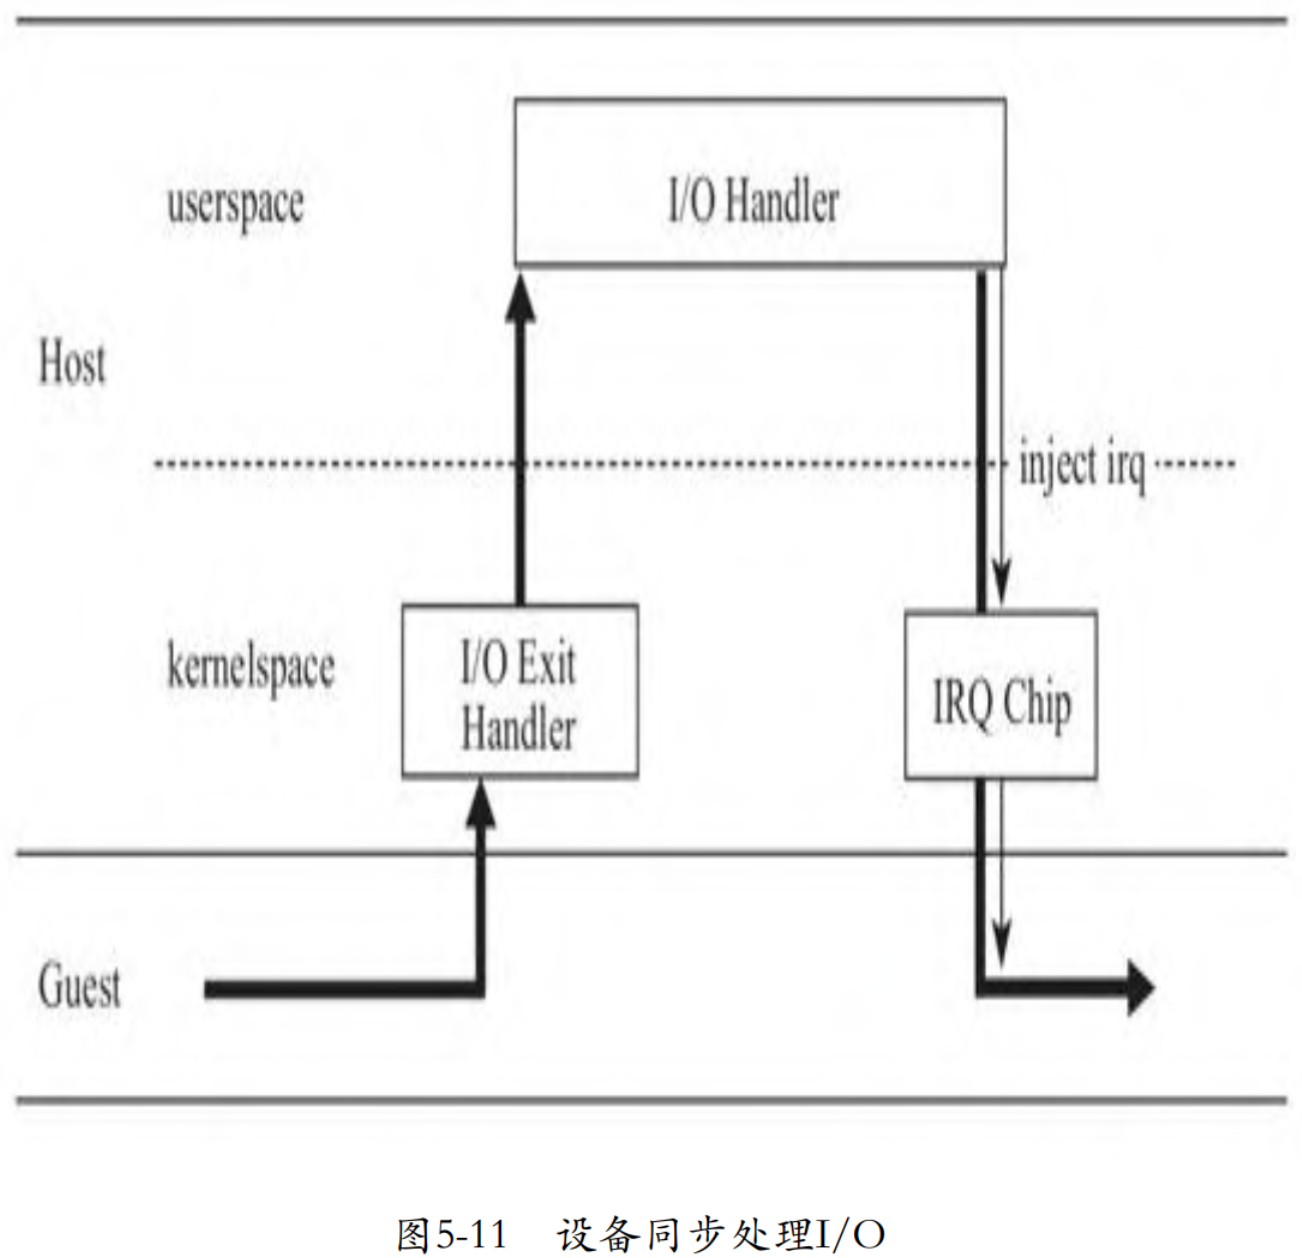 userspace
I/O Handler
Host
inject irq
kernelspace
I/O Exit
Handler
IRQ Chip
Guest
图5-11 设备同步处理I/O